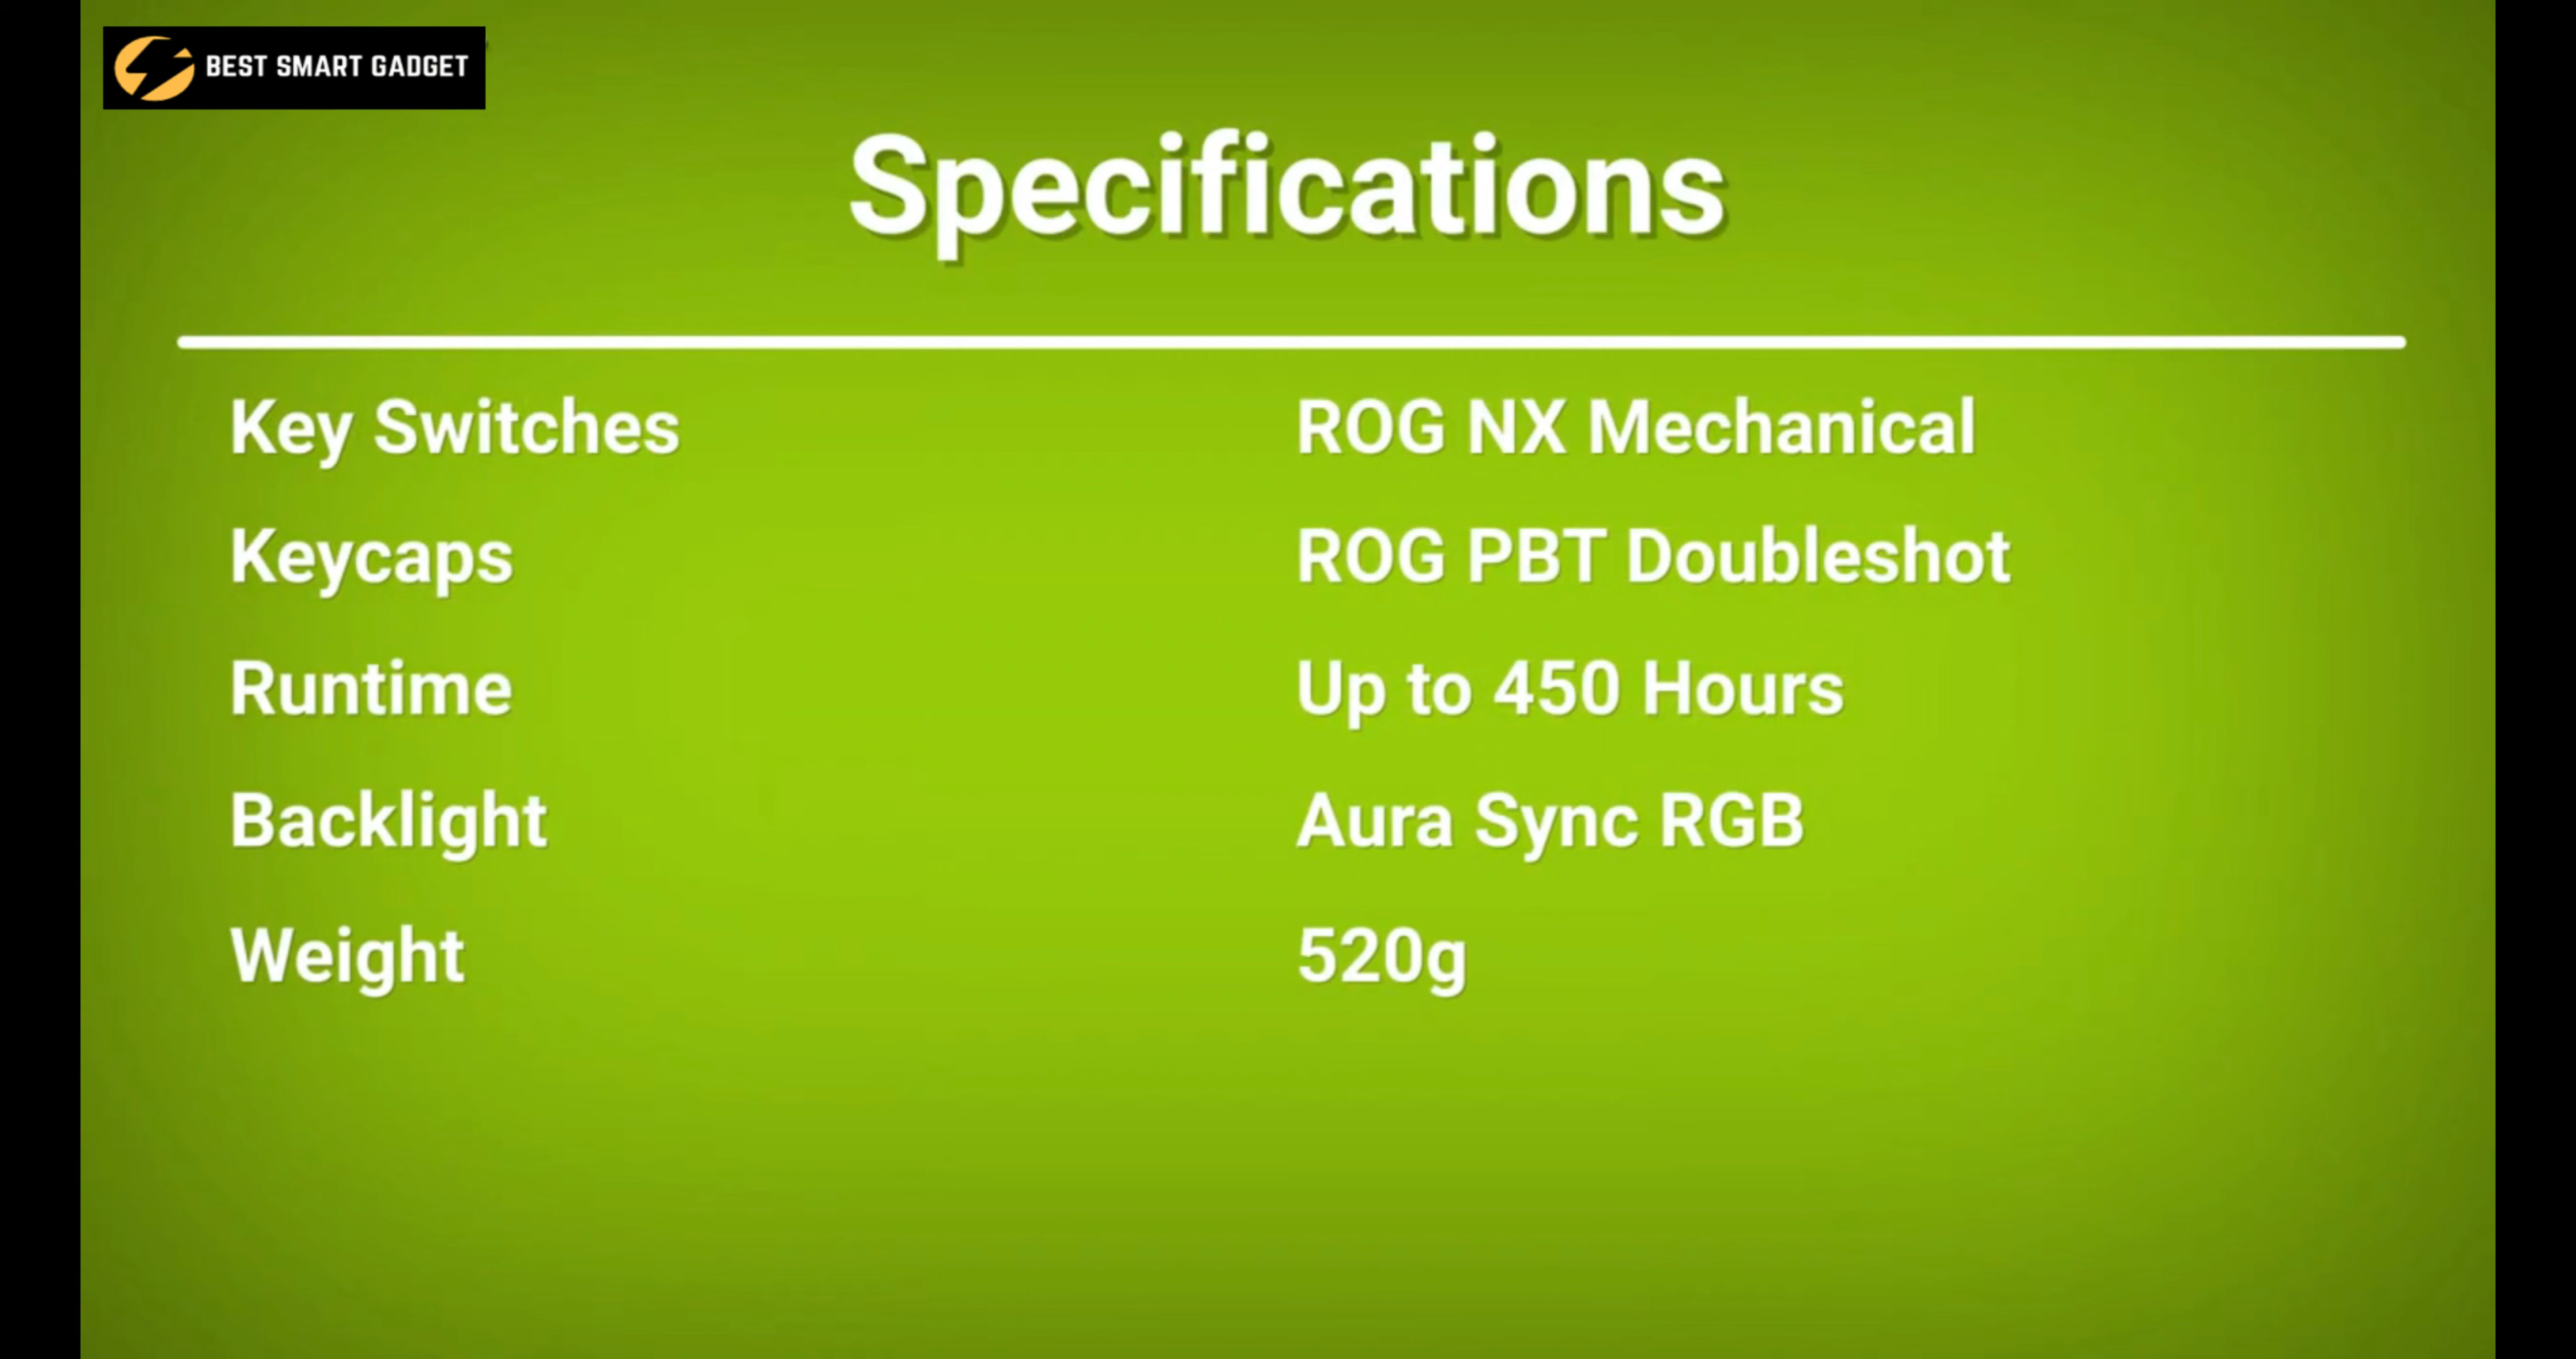 BEST SMART GADGET
Specifications
Key Switches ROG NX Mechanical
Keycaps ROG PBT Doubleshot
Runtime Up to 450 Hours
Backlight Aura Sync RGB
Weight 520g